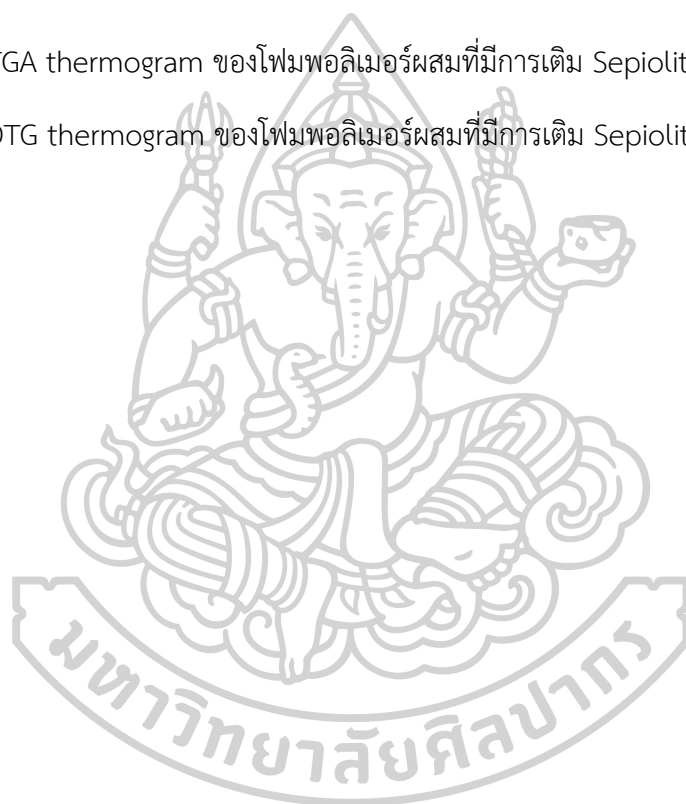 GA thermogram ของโฟมพอลิเมอร์ผสมที่มีการเติม Sepiolit
TG thermogram ของโฟมพอลิเมอร์ผสมที่มีการเติม Sepiolit
มหาวิทยาลัยศิลปากร